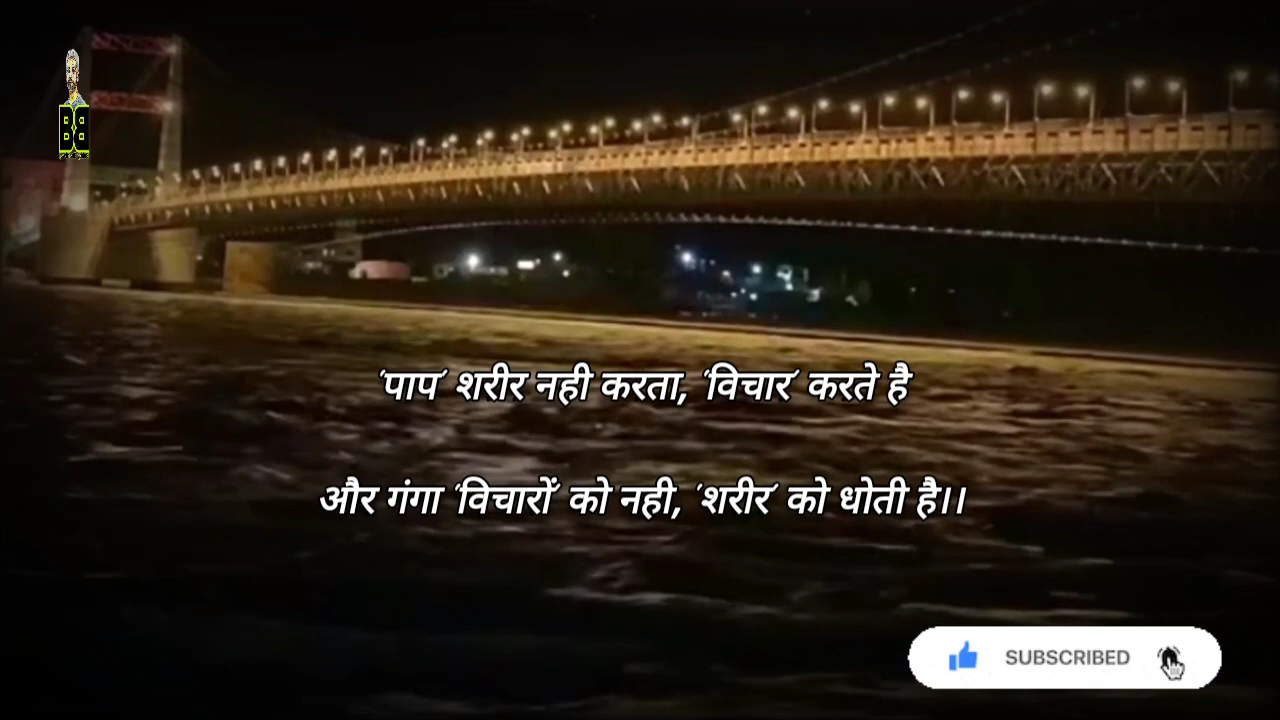 'पाप' शरीर नही करता, 'विचार' करते है
और गंगा 'विचारों' को नही, 'शरीर' को धोती है।।
SUBSCRIBED